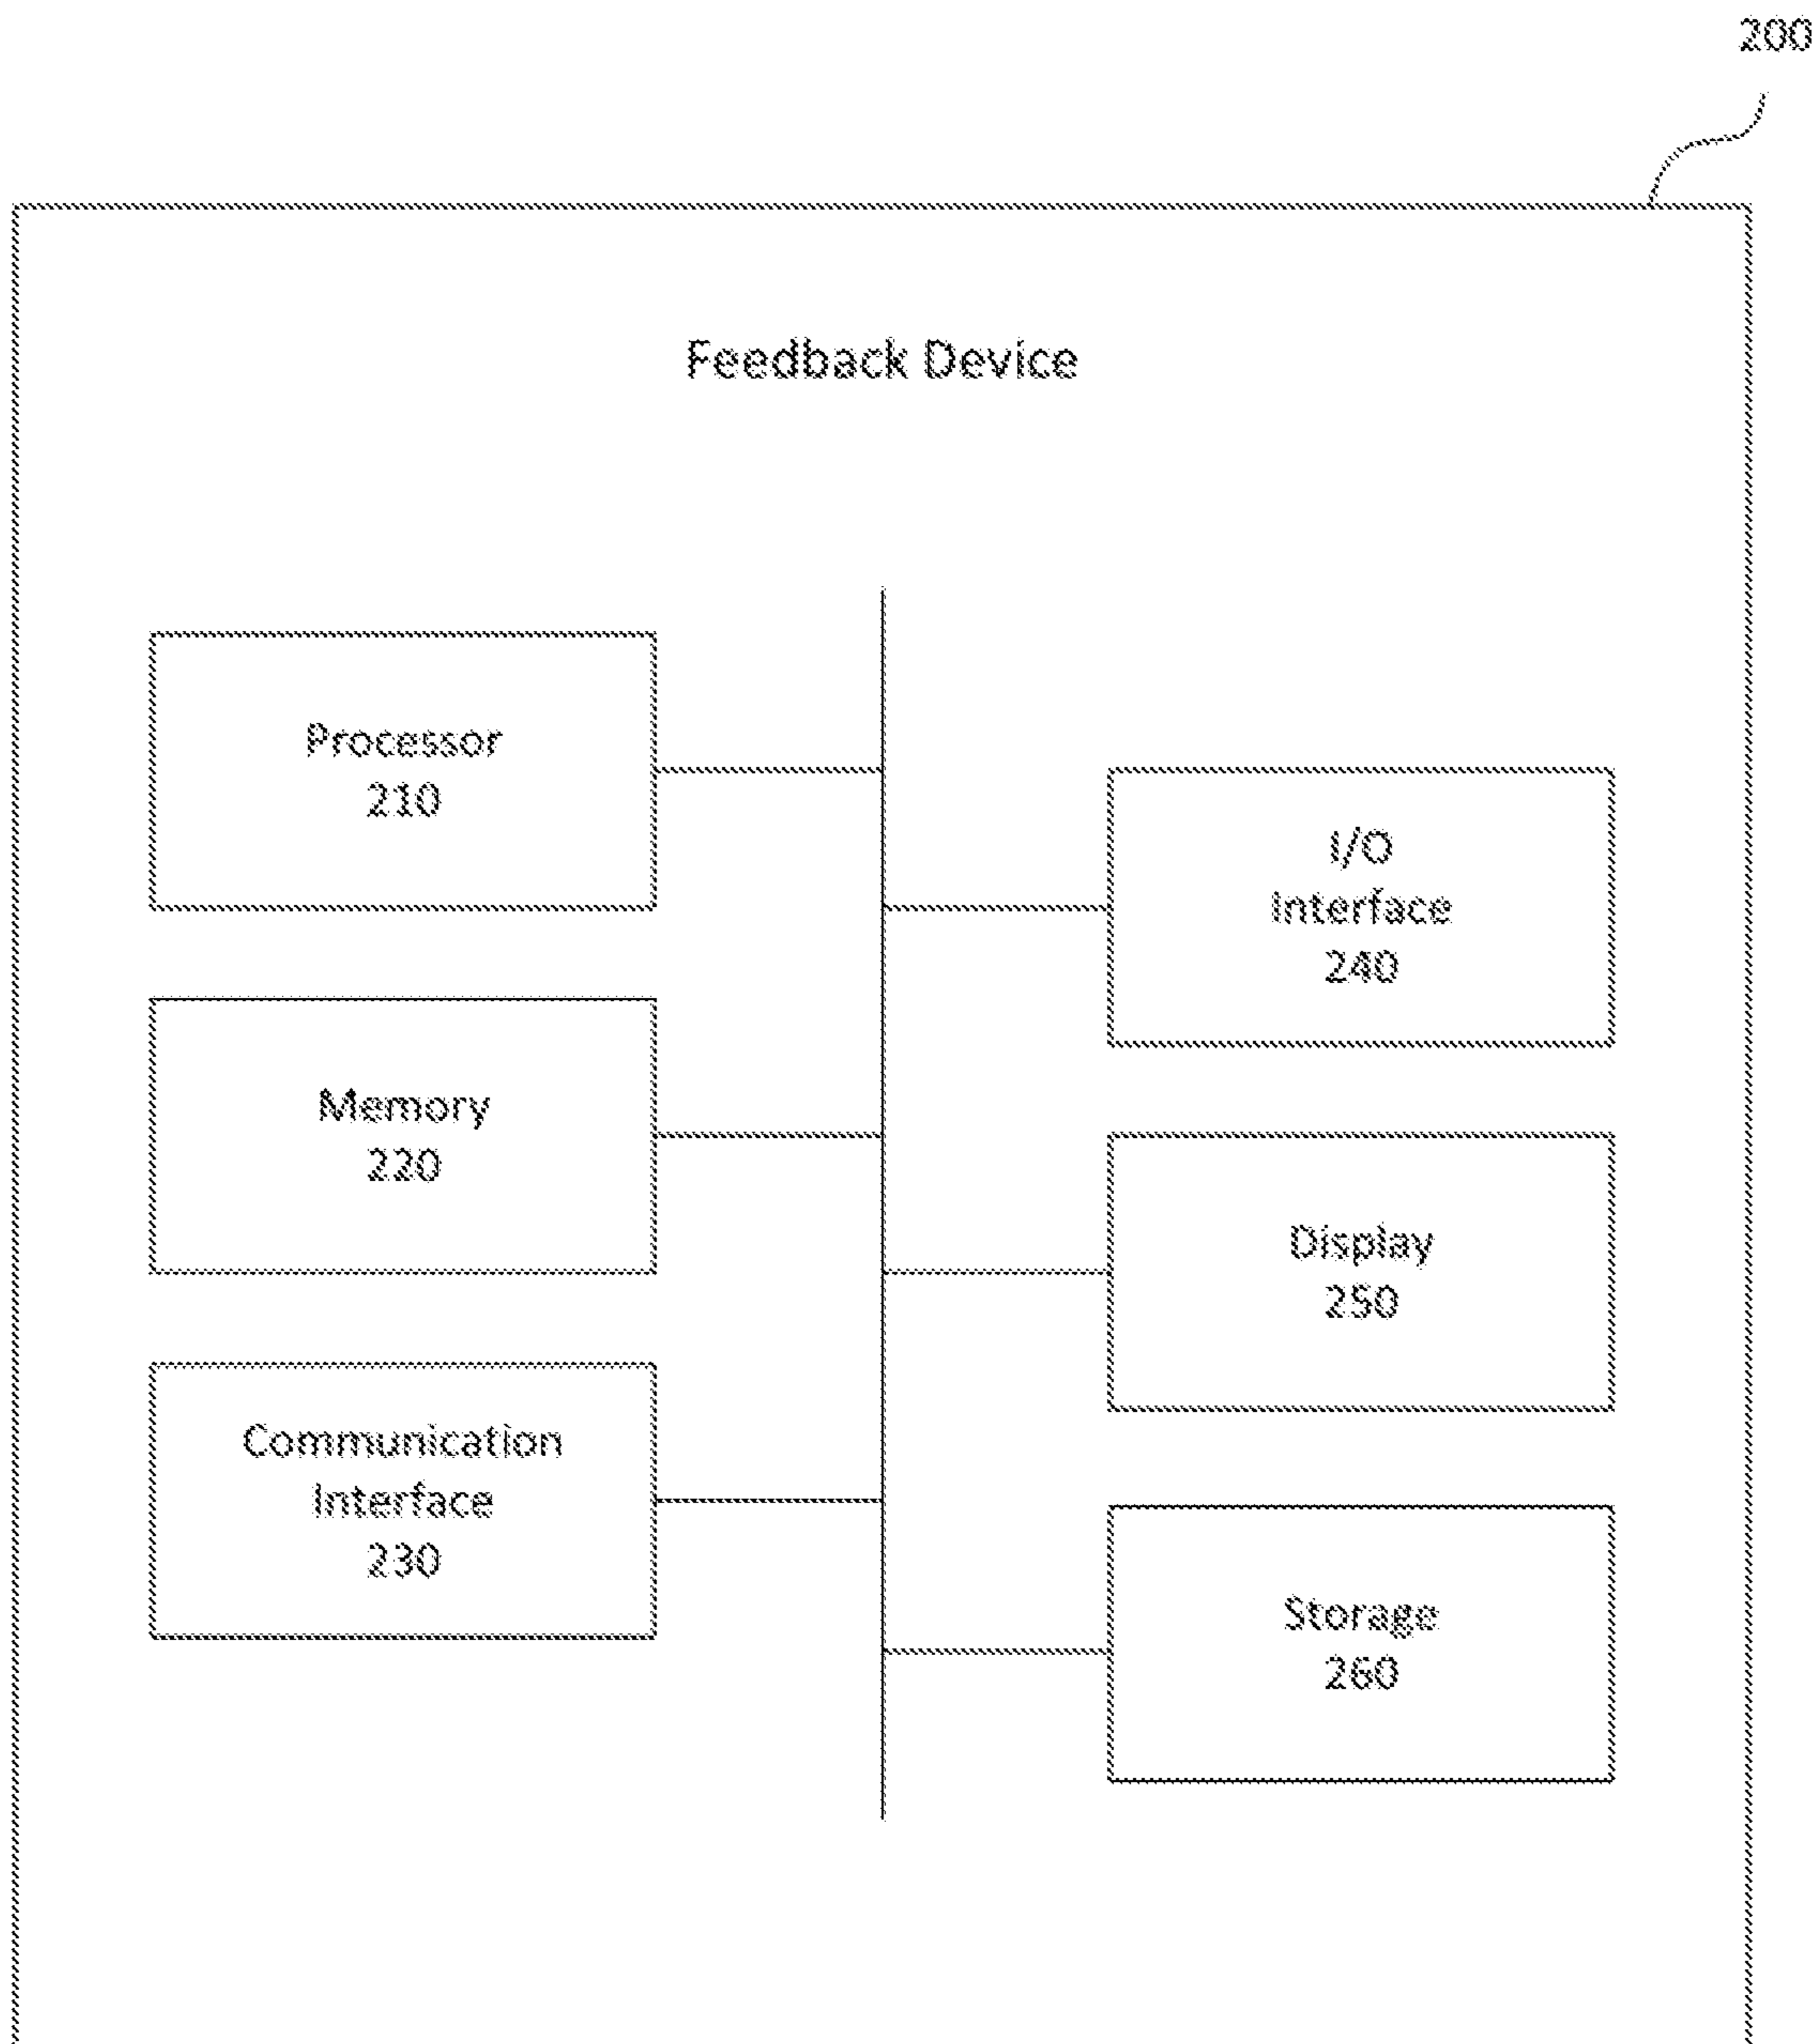 200
Feedback Device
Processor
210
I/O
Interface
240
Memory
220
Display
250
Communication
Interface
230
Storage
260